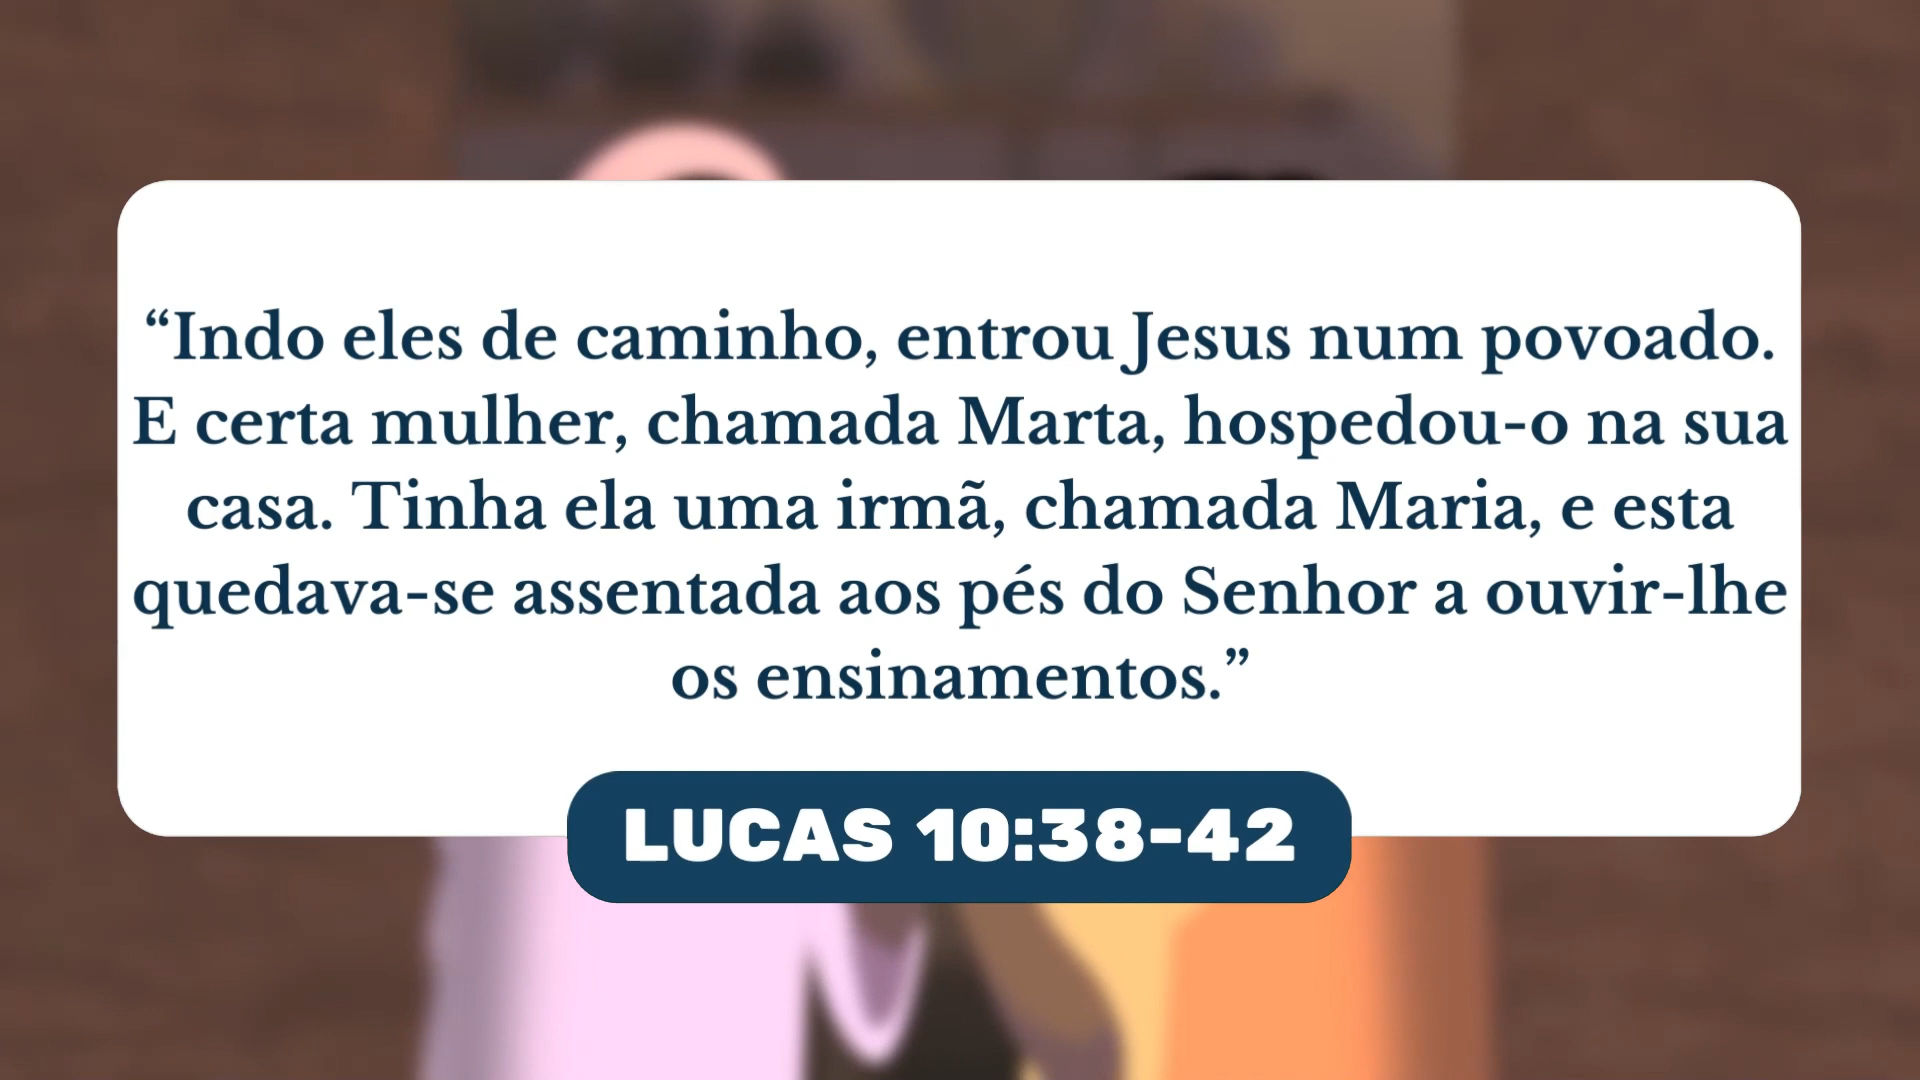 “Indo eles de caminho, entrou Jesus num povoado.
E certa mulher, chamada Marta, hospedou-o na sua
casa. Tinha ela uma irmã, chamada Maria, e esta
quedava-se assentada aos pés do Senhor a ouvir-lhe
os ensinamentos.”
LUCAS 10:38-42